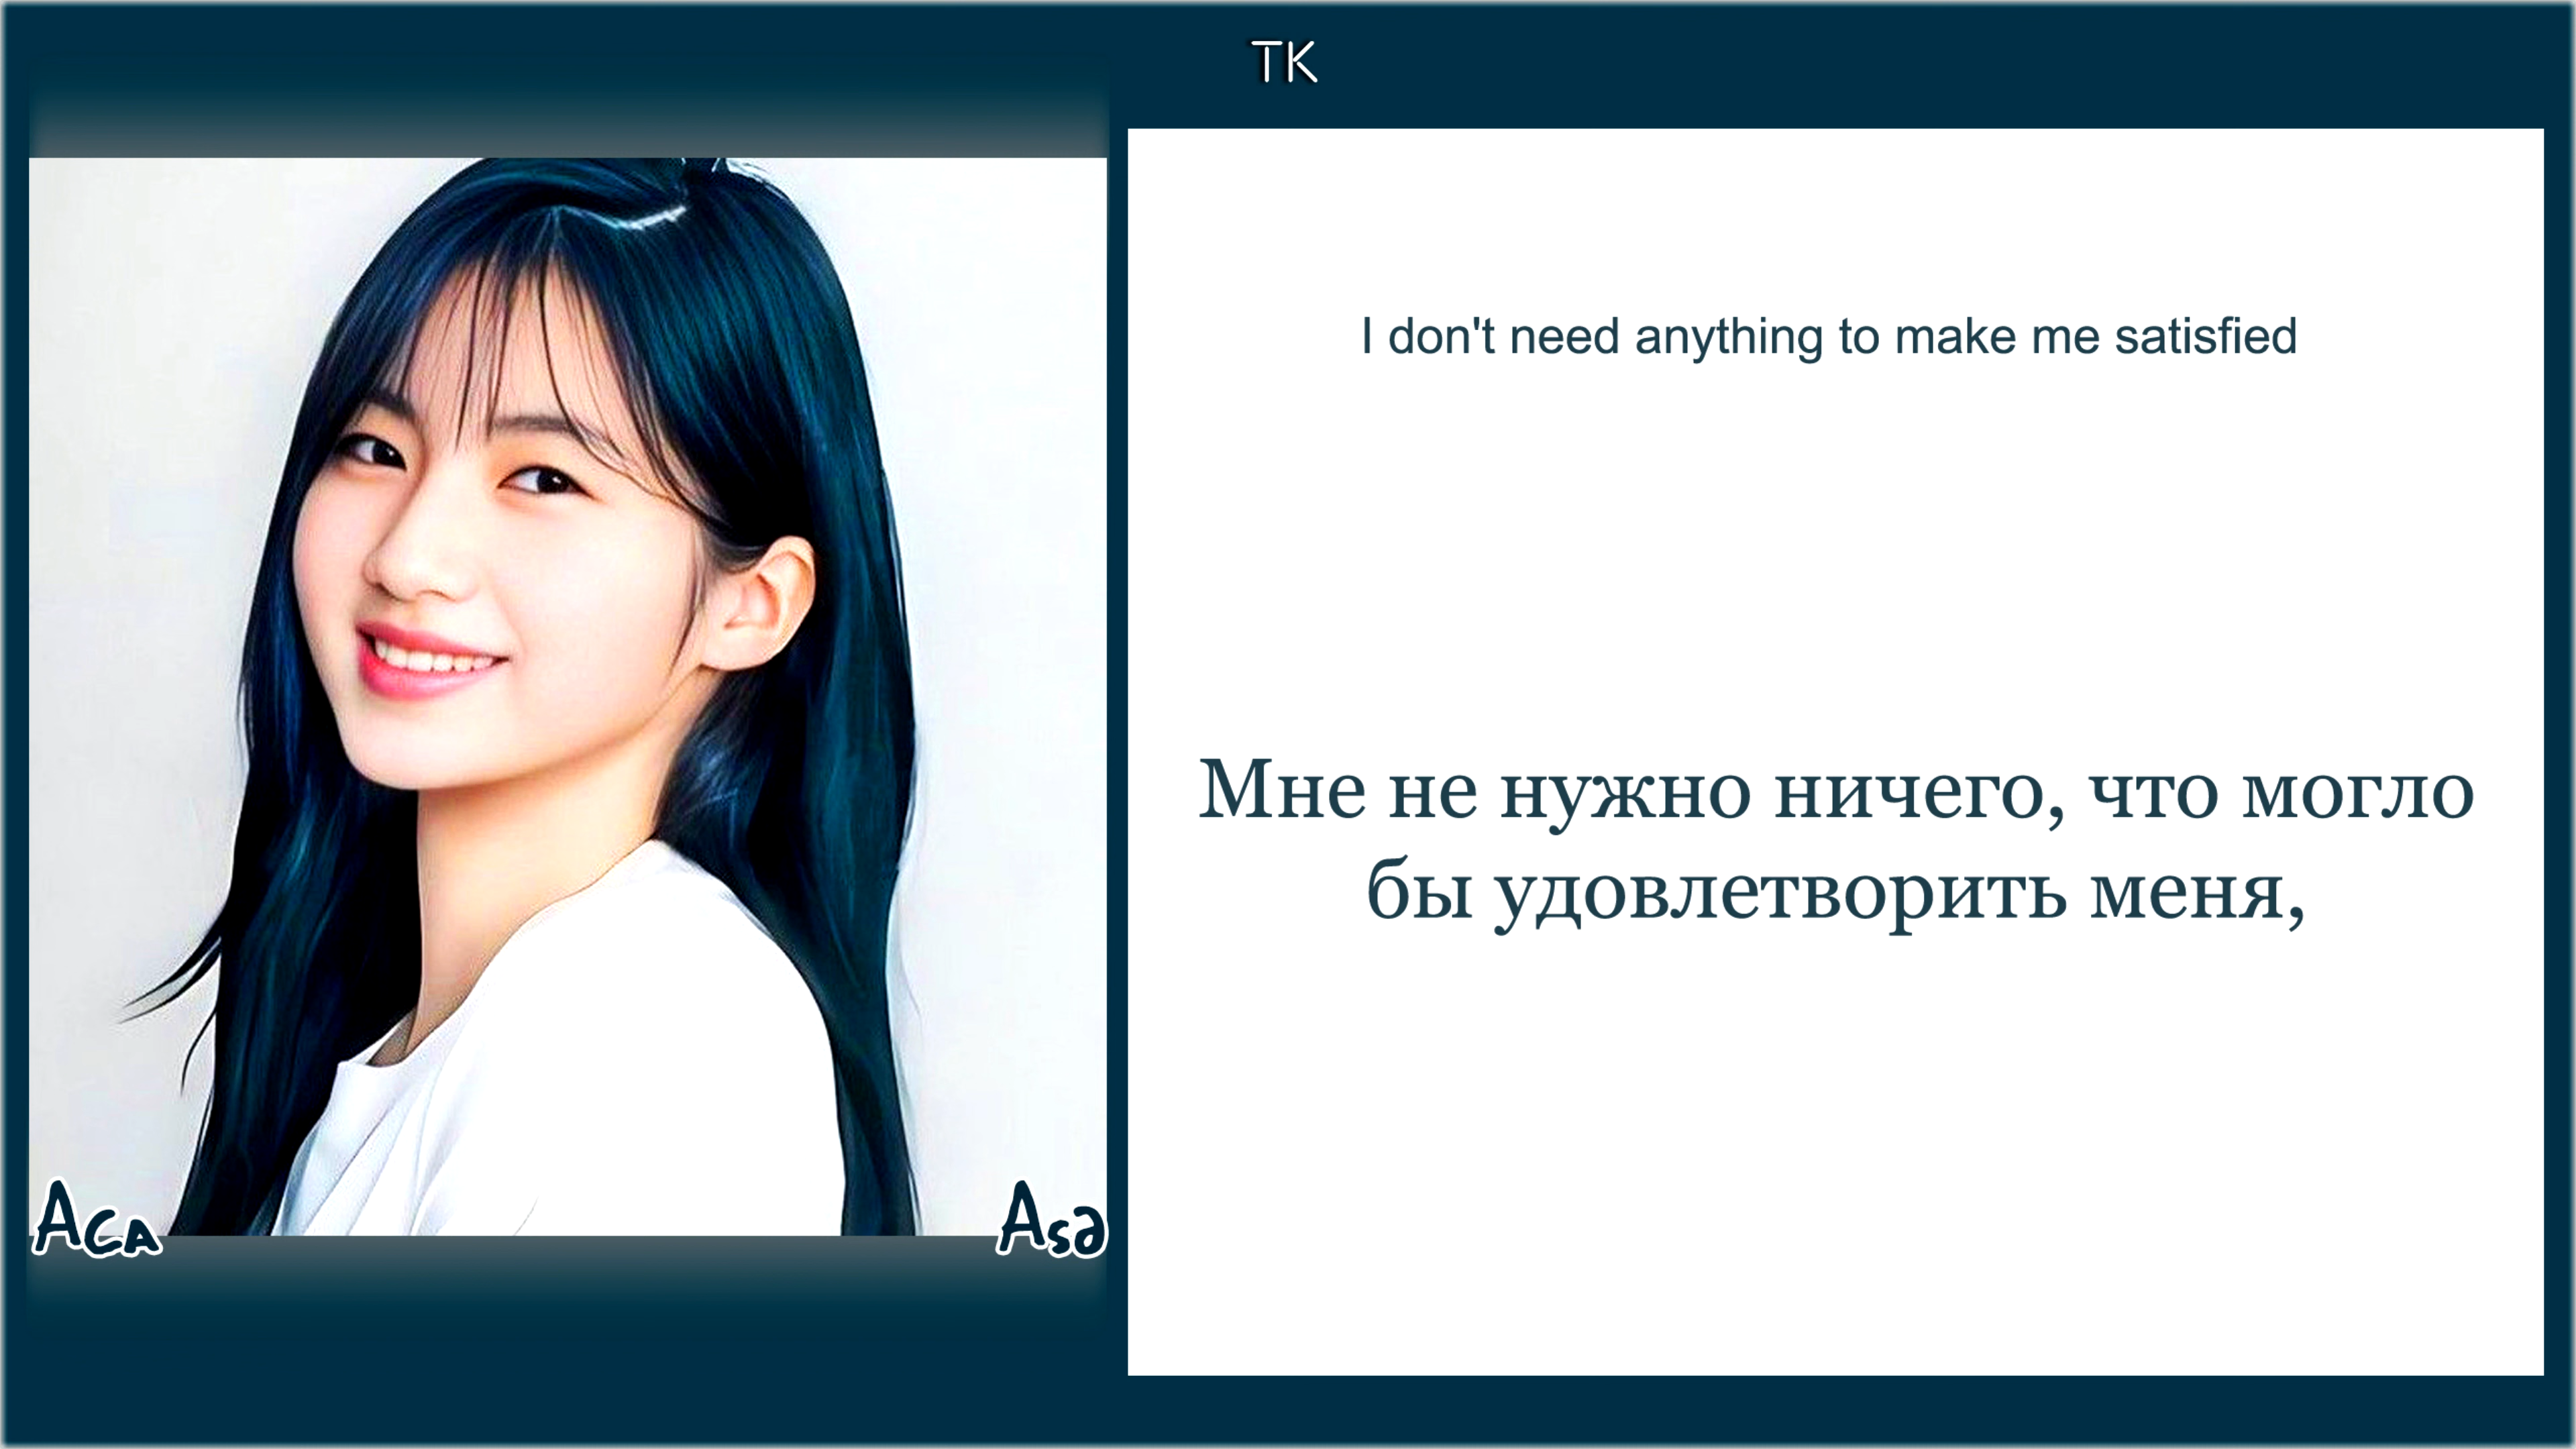 TK
I don't need anything to make me satisfied
Мне не нужно ничего, что могло
бы удовлетворить меня,
Аса
Asa